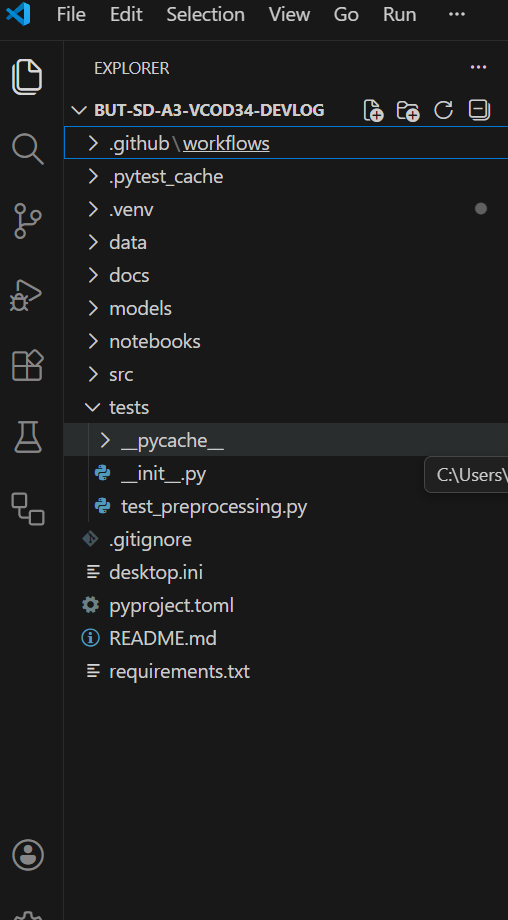 File Edit Selection View Go Run ···
EXPLORER ···
BUT-SD-A3-VCOD34-DEVLOG
.github\workflows
.pytest_cache
.venv
data
docs
models
notebooks
src
tests
__pycache__
__init__.py
C:\Users\
test_preprocessing.py
.gitignore
desktop.ini
pyproject.toml
README.md
requirements.txt